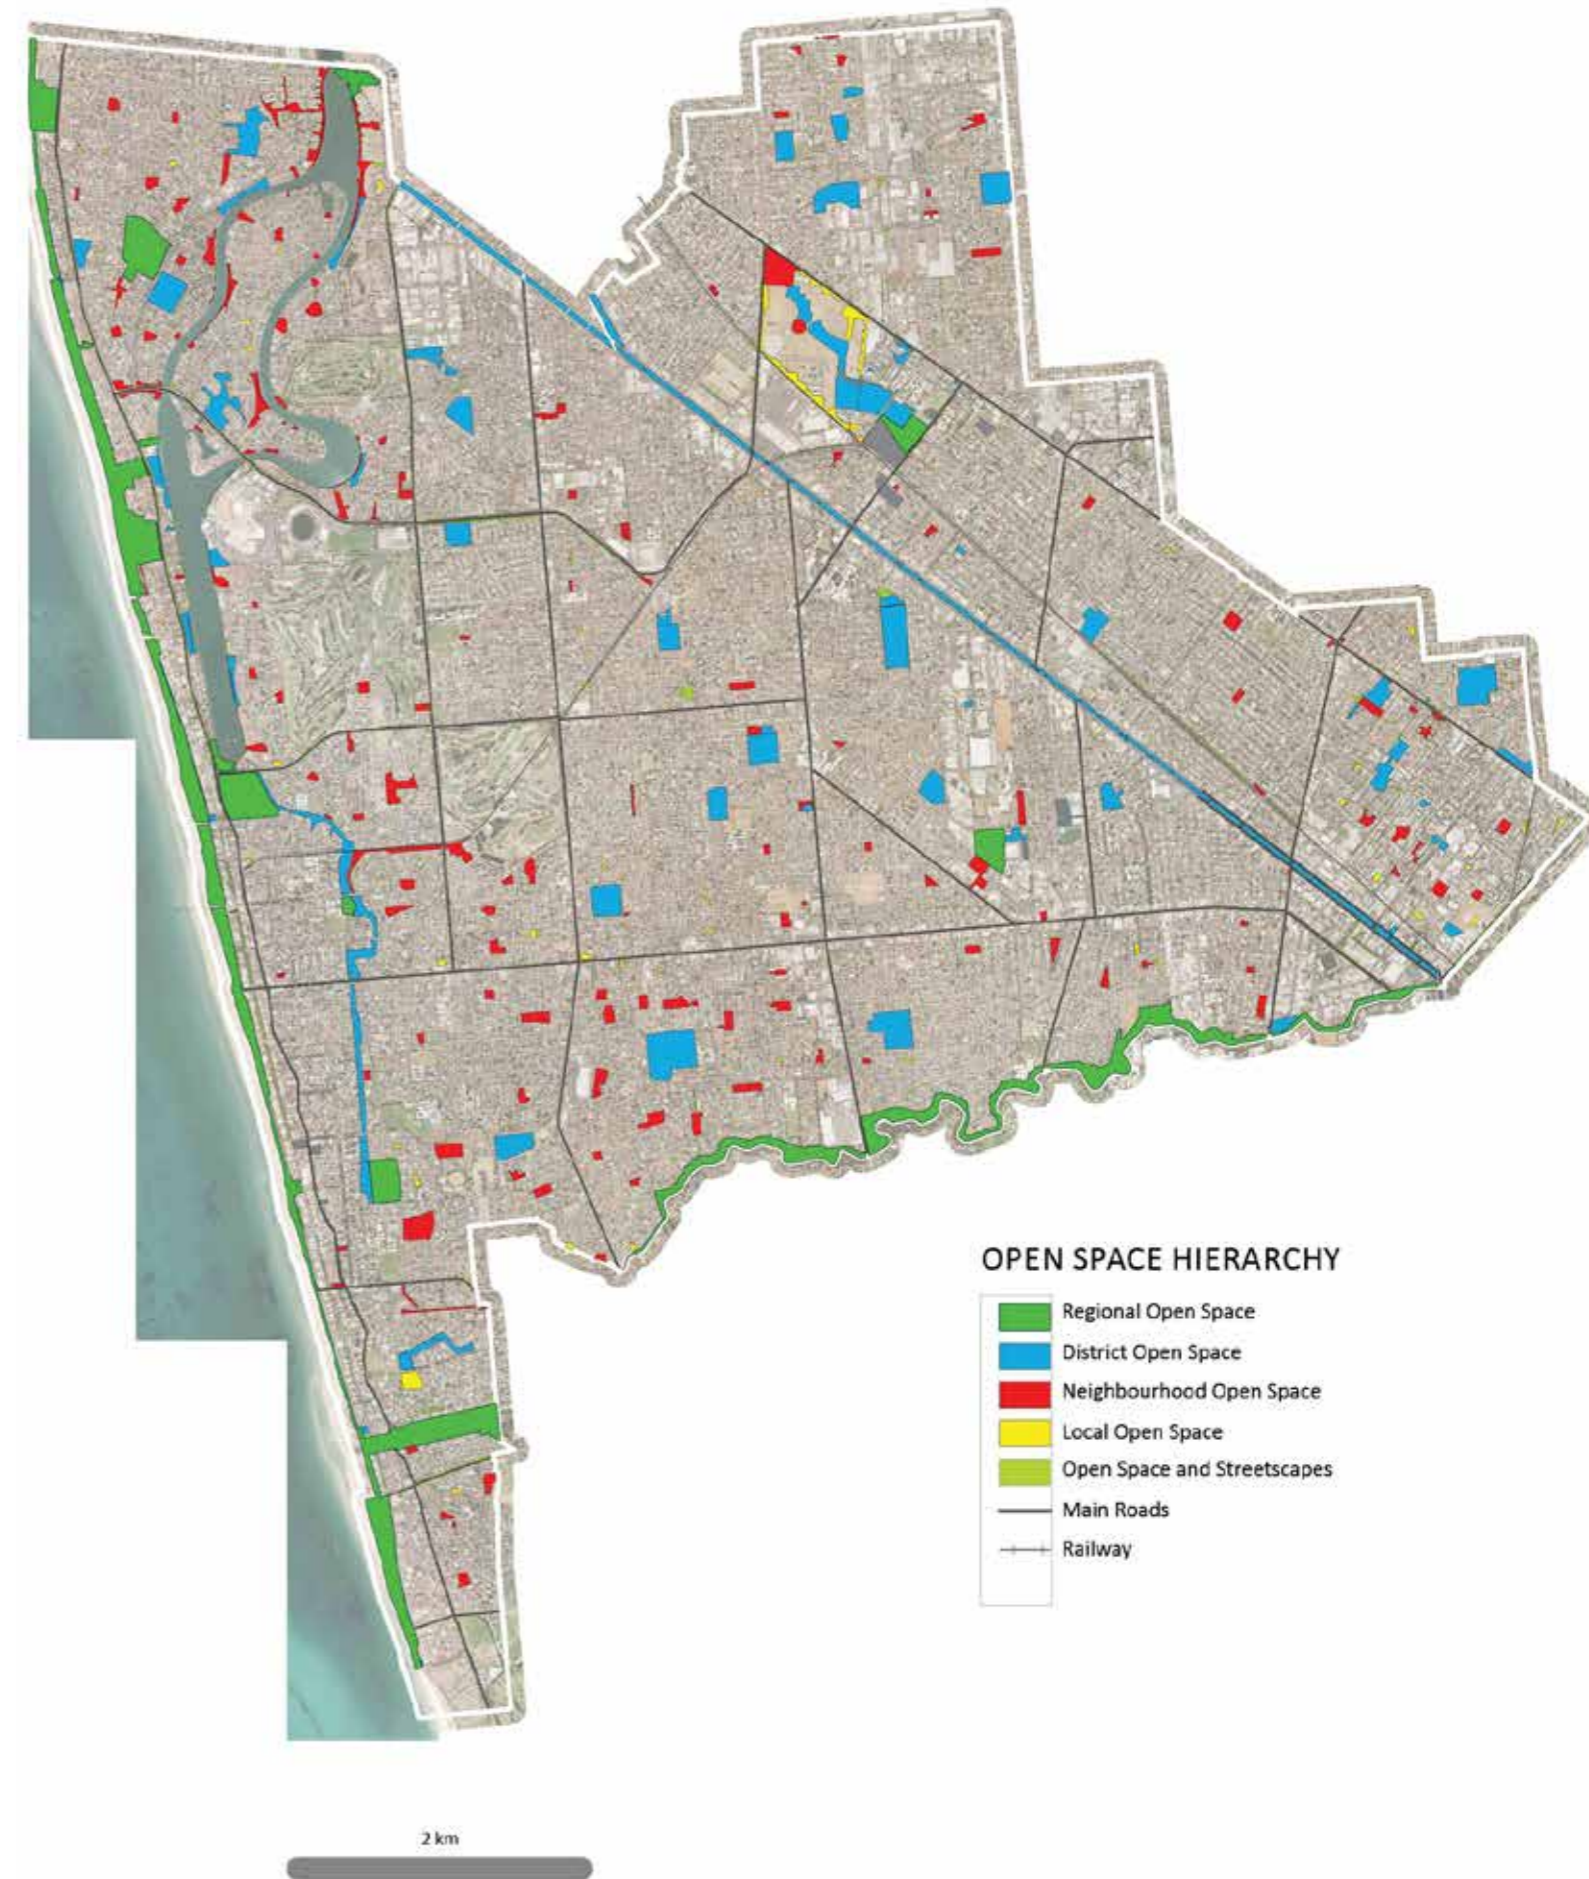 OPEN SPACE HIERARCHY
Regional Open Space
District Open Space
Neighbourhood Open Space
Local Open Space
Open Space and Streetscapes
Main Roads
Railway
2 km